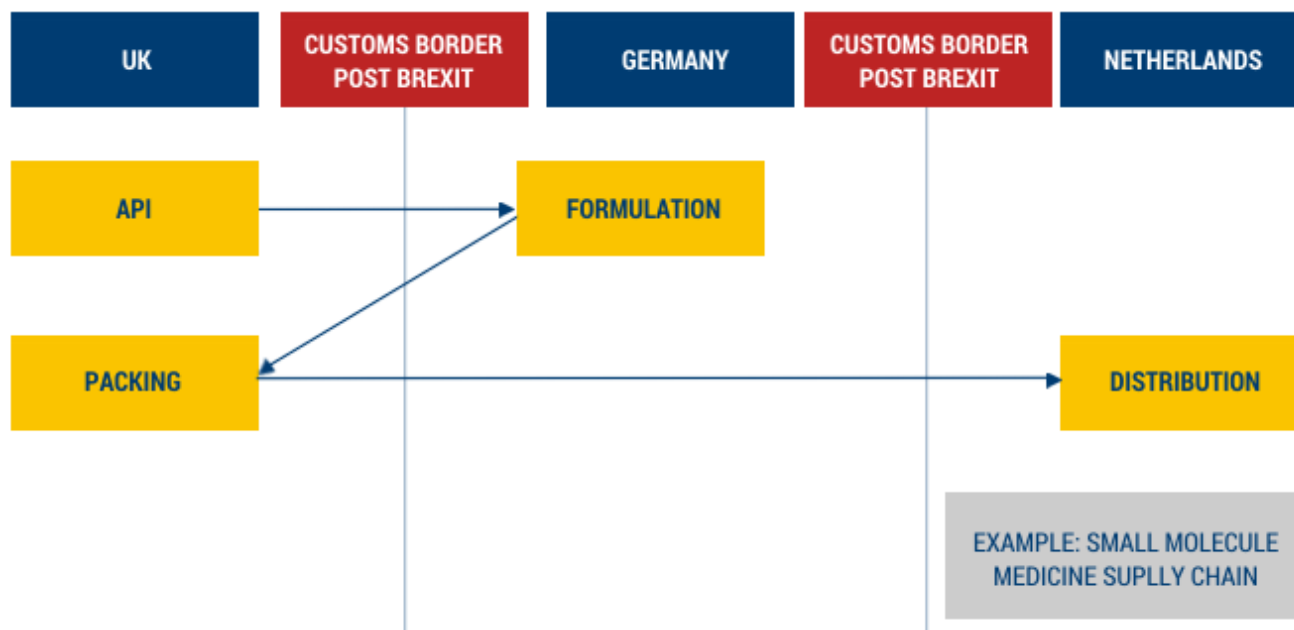 UK
CUSTOMS BORDER
POST BREXIT
GERMANY
CUSTOMS BORDER
POST BREXIT
NETHERLANDS
API
FORMULATION
PACKING
DISTRIBUTION
EXAMPLE: SMALL MOLECULE
MEDICINE SUPLLY CHAIN